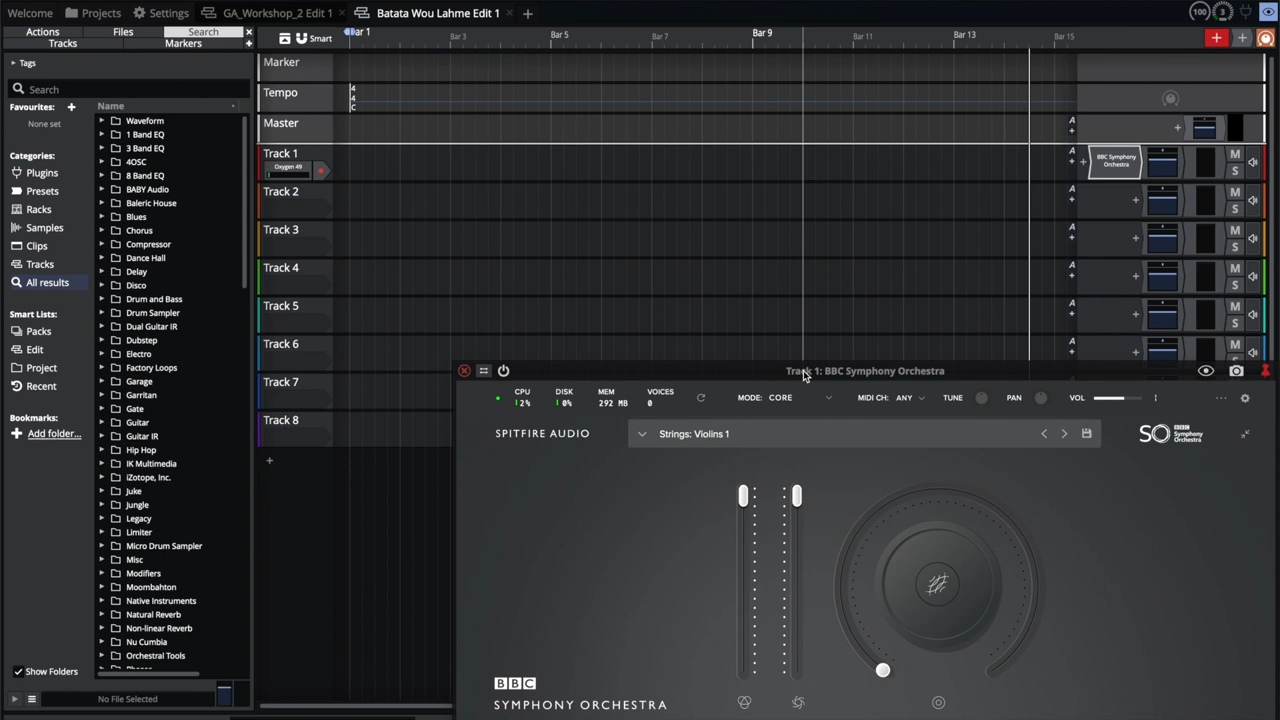 Welcome
Projects
Settings
GA_Workshop_2 Edit 1
Batata Wou Lahme Edit 1
100
3
Actions
Files
Search
Tracks
Markers
Smart
Bar 1
Bar 3
Bar 5
Bar 7
Bar 9
Bar 11
Bar 13
Bar 15
Tags
Search
Favourites:
None set
Categories:
Plugins
Presets
Racks
Samples
Clips
Tracks
All results
Smart Lists:
Packs
Edit
Project
Recent
Bookmarks:
Add folder...
Show Folders
No File Selected
Name
Waveform
1 Band EQ
3 Band EQ
4OSC
8 Band EQ
BABY Audio
Baleric House
Blues
Chorus
Compressor
Dance Hall
Delay
Disco
Drum and Bass
Drum Sampler
Dual Guitar IR
Dubstep
Electro
Factory Loops
Garage
Garritan
Gate
Guitar
Guitar IR
Hip Hop
IK Multimedia
iZotope, Inc.
Juke
Jungle
Legacy
Limiter
Micro Drum Sampler
Misc
Modifiers
Moombahton
Native Instruments
Natural Reverb
Non-linear Reverb
Nu Cumbia
Orchestral Tools
Marker
Tempo
4
4
C
Master
A
Track 1
Oxygen 49
A
BBC Symphony
Orchestra
M
S
Track 2
A
M
S
Track 3
A
M
S
Track 4
A
M
S
Track 5
A
M
S
Track 6
A
M
Track 7
Track 8
Track 1: BBC Symphony Orchestra
CPU
2%
DISK
0%
MEM
292 MB
VOICES
0
MODE: CORE
MIDI CH: ANY
TUNE
PAN
VOL
SPITFIRE AUDIO
Strings: Violins 1
SO BBC
Symphony
Orchestra
BBC
SYMPHONY ORCHESTRA